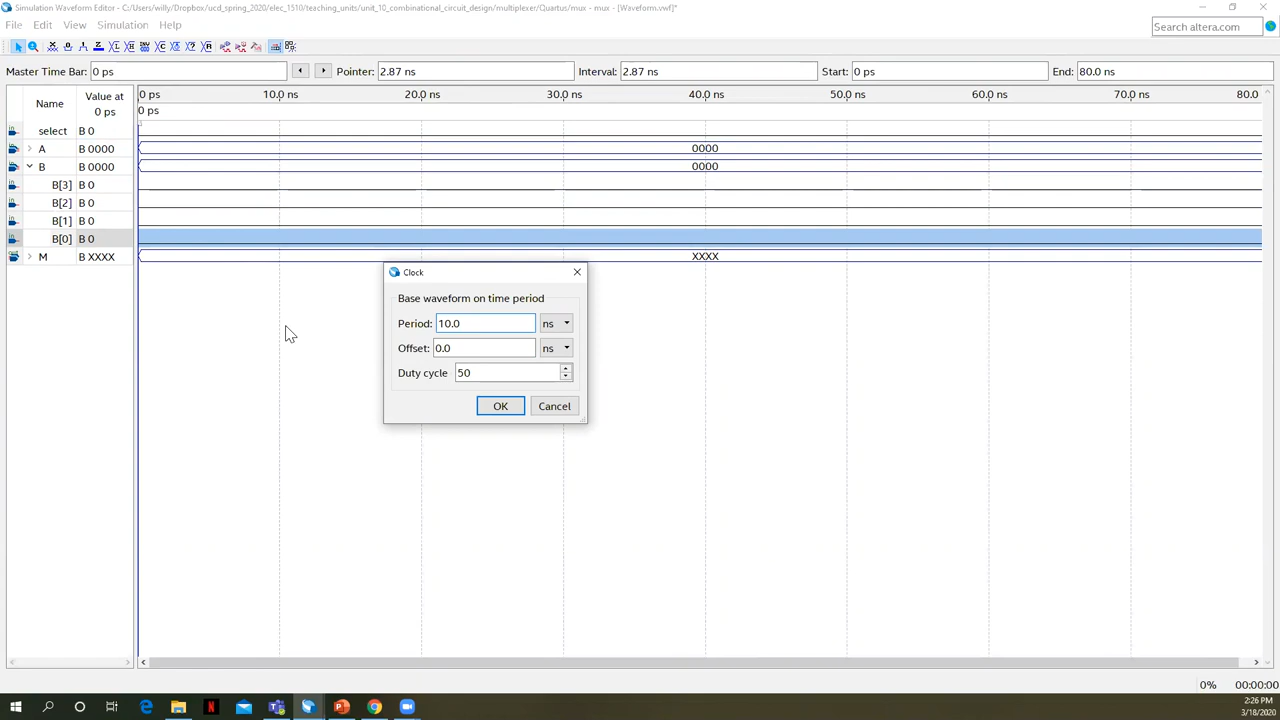 Simulation Waveform Editor - C:/Users/willy/Dropbox/ucd_spring_2020/elec_1510/teaching_units/unit_10_combinational_circuit_design/multiplexer/Quartus/mux - mux - [Waveform.vwf]*
File Edit View Simulation Help
Search altera.com
Master Time Bar: 0 ps Pointer: 2.87 ns Interval: 2.87 ns Start: 0 ps End: 80.0 ns
Name Value at 0 ps
0 ps 10.0 ns 20.0 ns 30.0 ns 40.0 ns 50.0 ns 60.0 ns 70.0 ns 80.0
0 ps
select B 0
A B 0000 0000
B B 0000 0000
B[3] B 0
B[2] B 0
B[1] B 0
B[0] B 0
M B XXXX XXXX
Clock
Base waveform on time period
Period: 10.0 ns
Offset: 0.0 ns
Duty cycle 50
OK Cancel
0% 00:00:00
2:26 PM
3/18/2020